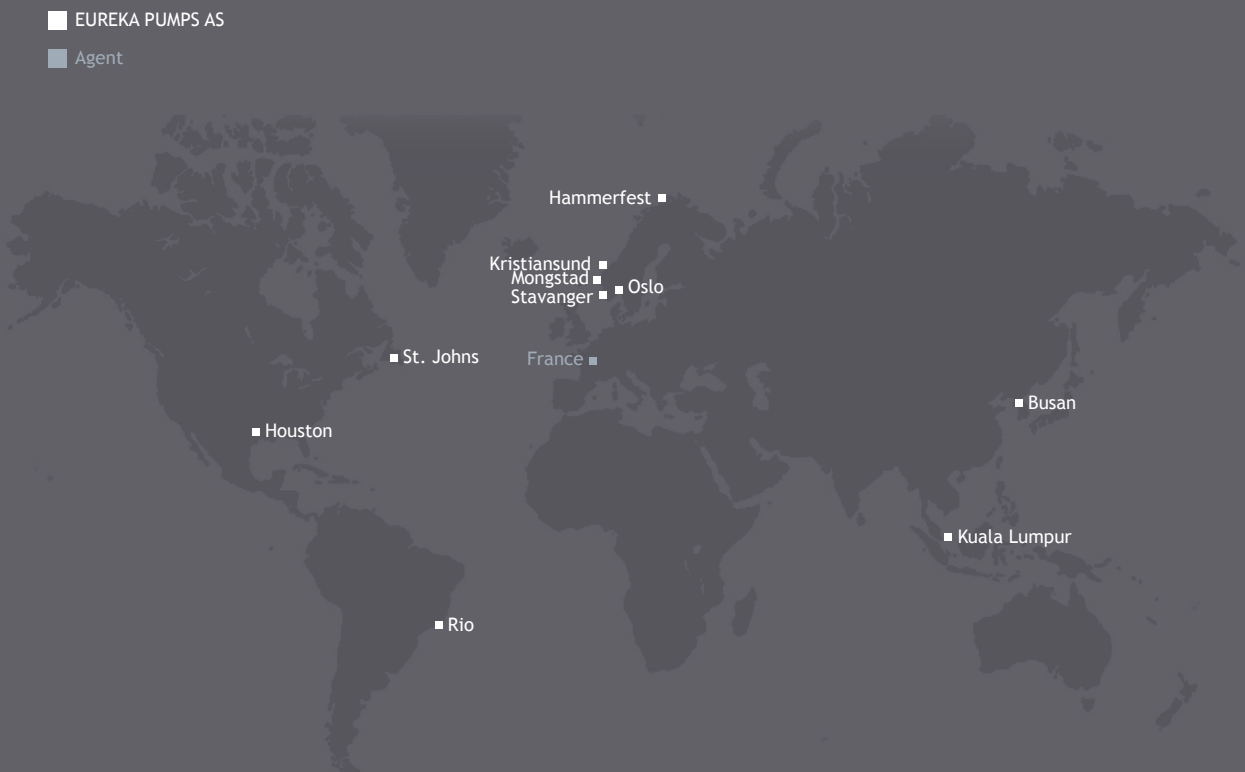 EUREKA PUMPS AS
Agent
Hammerfest
Kristiansund
Mongstad
Oslo
Stavanger
St. Johns
France
Busan
Houston
Kuala Lumpur
Rio